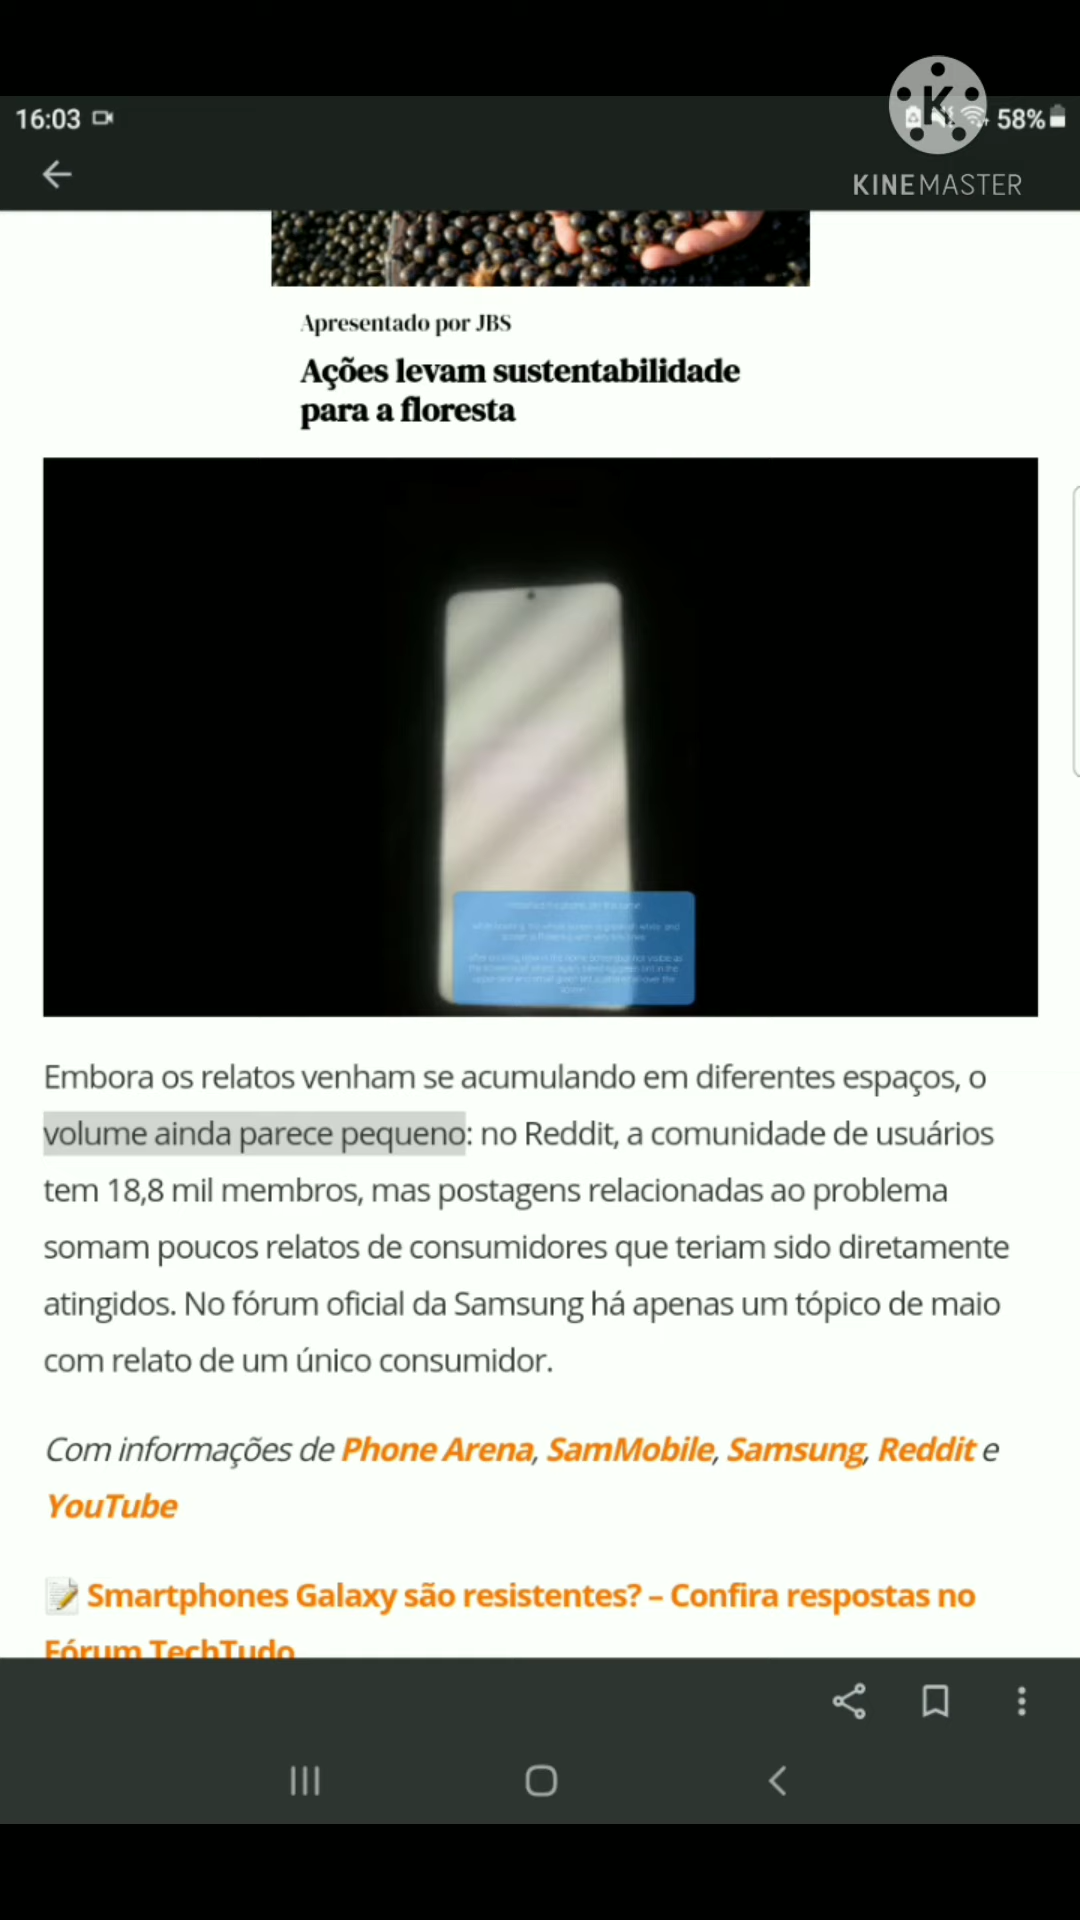 16:03
58%
KINEMASTER
Apresentado por JBS
Ações levam sustentabilidade
para a floresta
Embora os relatos venham se acumulando em diferentes espaços, o
volume ainda parece pequeno: no Reddit, a comunidade de usuários
tem 18,8 mil membros, mas postagens relacionadas ao problema
somam poucos relatos de consumidores que teriam sido diretamente
atingidos. No fórum oficial da Samsung há apenas um tópico de maio
com relato de um único consumidor.
Com informações de Phone Arena, SamMobile, Samsung, Reddit e
YouTube
📝 Smartphones Galaxy são resistentes? – Confira respostas no
Fórum TechTudo